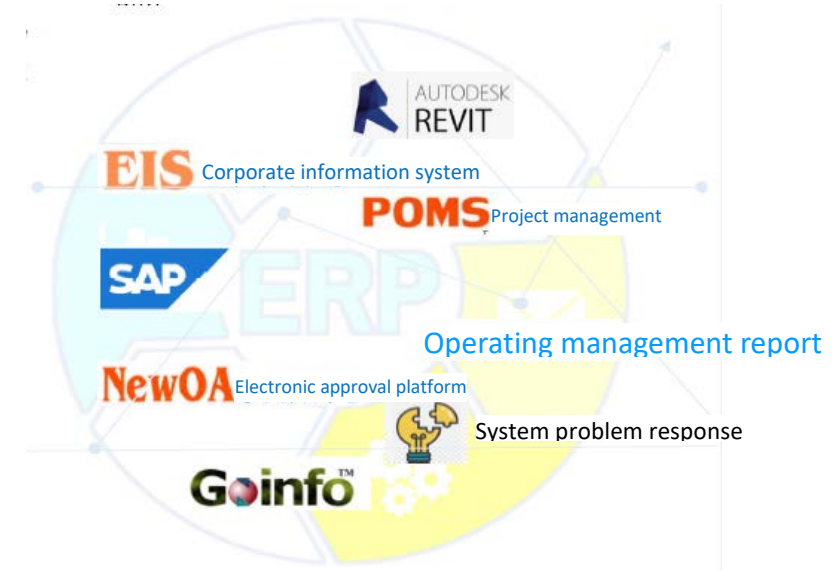 AUTODESK
REVIT
EIS Corporate information system
POMS Project management
SAP
ERP
Operating management report
NewOA Electronic approval platform
System problem response
Goinfo™